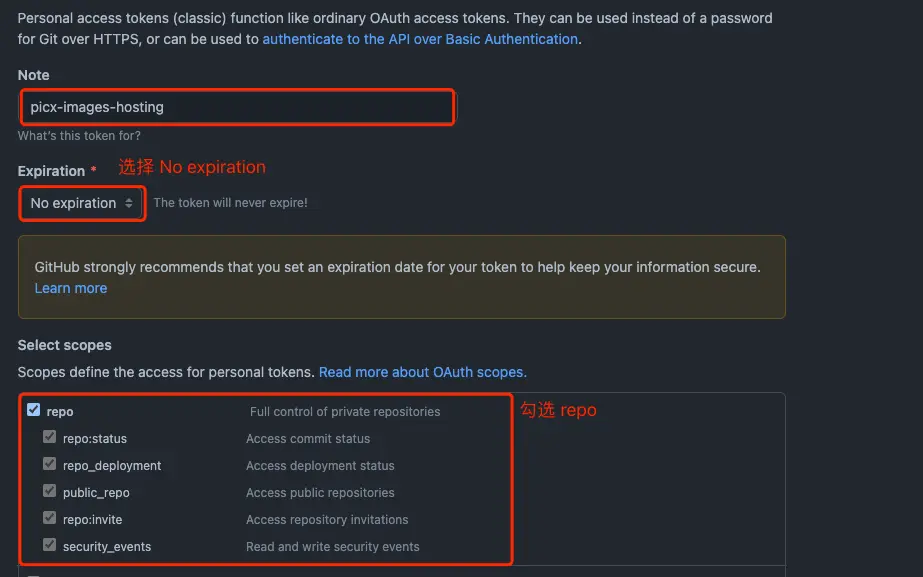 Personal access tokens (classic) function like ordinary OAuth access tokens. They can be used instead of a password
for Git over HTTPS, or can be used to authenticate to the API over Basic Authentication.
Note
picx-images-hosting
What's this token for?
Expiration * 选择 No expiration
No expiration The token will never expire!
GitHub strongly recommends that you set an expiration date for your token to help keep your information secure.
Learn more
Select scopes
Scopes define the access for personal tokens. Read more about OAuth scopes.
repo Full control of private repositories 勾选 repo
repo:status Access commit status
repo_deployment Access deployment status
public_repo Access public repositories
repo:invite Access repository invitations
security_events Read and write security events